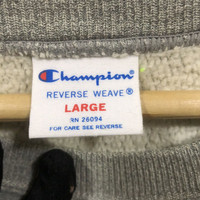 Champion
REVERSE WEAVE®
LARGE
RN 26094
FOR CARE SEE REVERSE